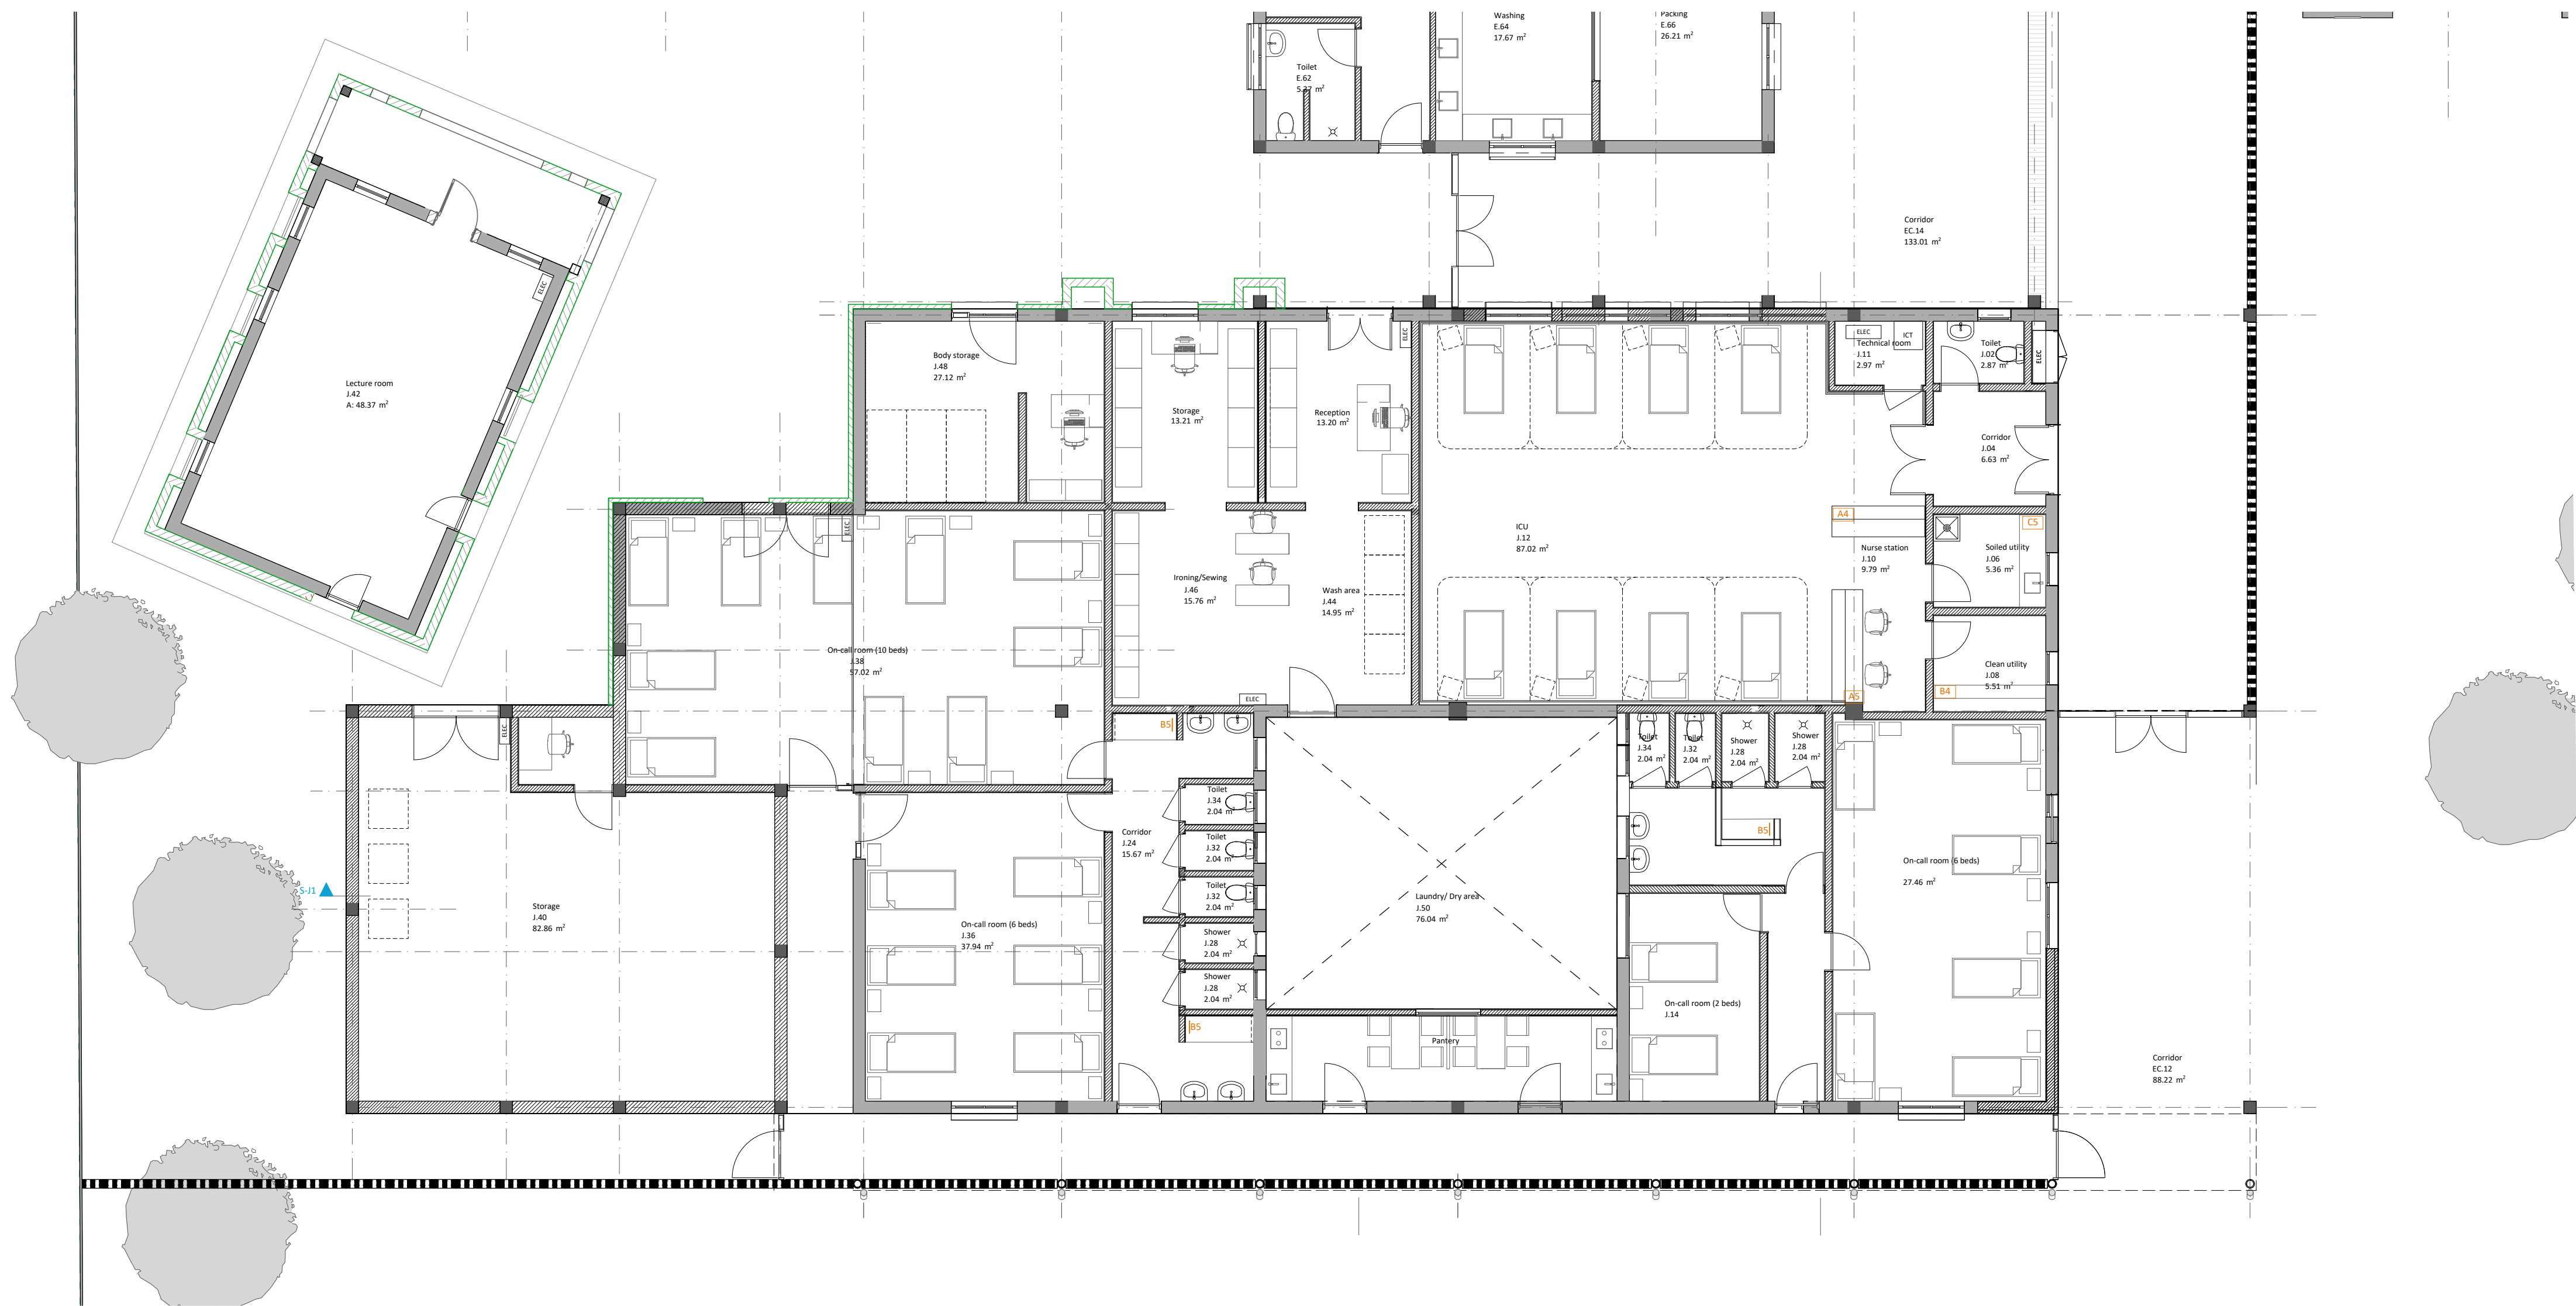 Washing
E.64
17.67 m²
Packing
E.66
26.21 m²
Toilet
E.62
5.37 m²
Corridor
EC.14
133.01 m²
ELEC
Lecture room
J.42
A: 48.37 m²
Body storage
J.48
27.12 m²
Storage
13.21 m²
Reception
13.20 m²
ELEC
ELEC
ICT
Technical room
J.11
2.97 m²
Toilet
J.02
2.87 m²
ELEC
Corridor
J.04
6.63 m²
A4
C5
ICU
J.12
87.02 m²
Nurse station
J.10
9.79 m²
Soiled utility
J.06
5.36 m²
ELEC
Ironing/Sewing
J.46
15.76 m²
Wash area
J.44
14.95 m²
On-call room (10 beds)
J.38
57.02 m²
Clean utility
J.08
5.51 m²
A5
B4
ELEC
ELEC
B5
Toilet
J.34
2.04 m²
Toilet
J.32
2.04 m²
Shower
J.28
2.04 m²
Shower
J.28
2.04 m²
Toilet
J.34
2.04 m²
Corridor
J.24
15.67 m²
Toilet
J.32
2.04 m²
B5
Toilet
J.32
2.04 m²
On-call room (6 beds)
27.46 m²
S-J1
Storage
J.40
82.86 m²
On-call room (6 beds)
J.36
37.94 m²
Shower
J.28
2.04 m²
Shower
J.28
2.04 m²
Laundry/ Dry area
J.50
76.04 m²
On-call room (2 beds)
J.14
B5
Pantery
Corridor
EC.12
88.22 m²